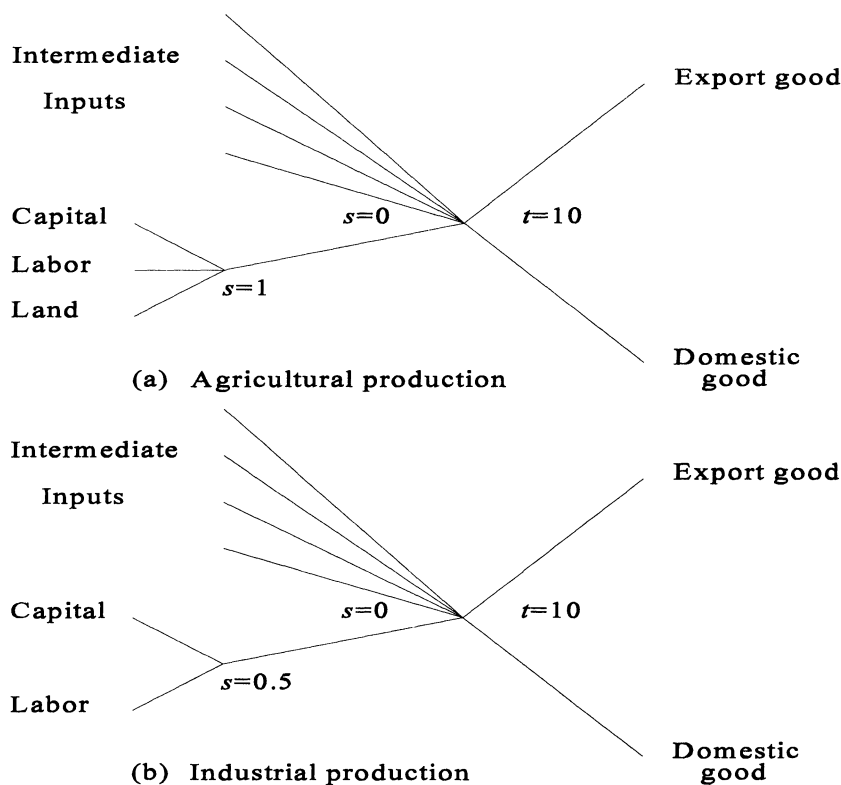 Intermediate
Inputs
Export good
Capital
s=0
t=10
Labor
s=1
Land
Domestic
good
(a) Agricultural production
Intermediate
Inputs
Export good
Capital
s=0
t=10
s=0.5
Labor
Domestic
good
(b) Industrial production